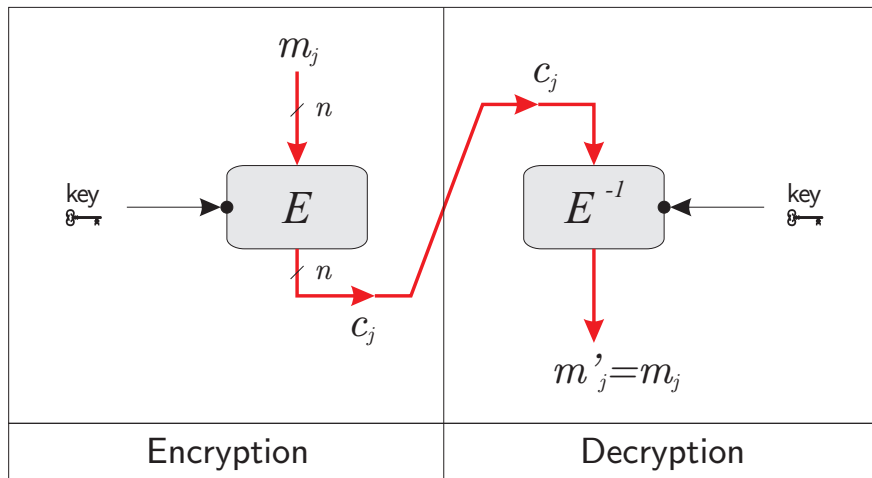 m_j
n
key
E
n
c_j
c_j
E^-1
key
m'_j=m_j
Encryption
Decryption